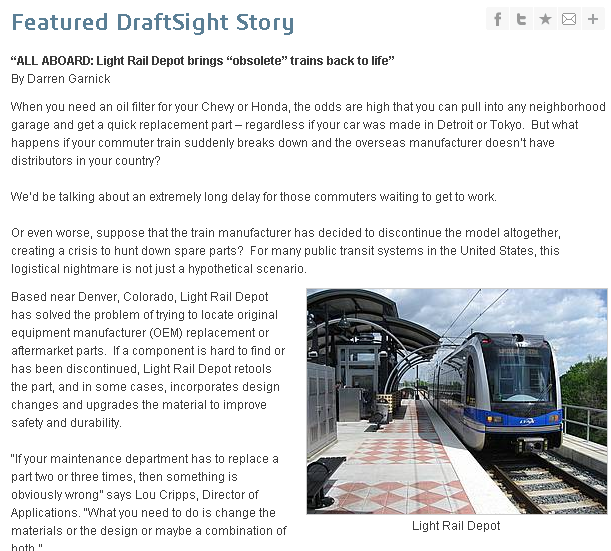 Featured DraftSight Story
“ALL ABOARD: Light Rail Depot brings “obsolete” trains back to life”
By Darren Garnick
When you need an oil filter for your Chevy or Honda, the odds are high that you can pull into any neighborhood
garage and get a quick replacement part – regardless if your car was made in Detroit or Tokyo.  But what
happens if your commuter train suddenly breaks down and the overseas manufacturer doesn’t have
distributors in your country?
We’d be talking about an extremely long delay for those commuters waiting to get to work.
Or even worse, suppose that the train manufacturer has decided to discontinue the model altogether,
creating a crisis to hunt down spare parts?  For many public transit systems in the United States, this
logistical nightmare is not just a hypothetical scenario.
Based near Denver, Colorado, Light Rail Depot
has solved the problem of trying to locate original
equipment manufacturer (OEM) replacement or
aftermarket parts.  If a component is hard to find or
has been discontinued, Light Rail Depot retools
the part, and in some cases, incorporates design
changes and upgrades the material to improve
safety and durability.
"If your maintenance department has to replace a
part two or three times, then something is
obviously wrong" says Lou Cripps, Director of
Applications. "What you need to do is change the
materials or the design or maybe a combination of
both."
Light Rail Depot